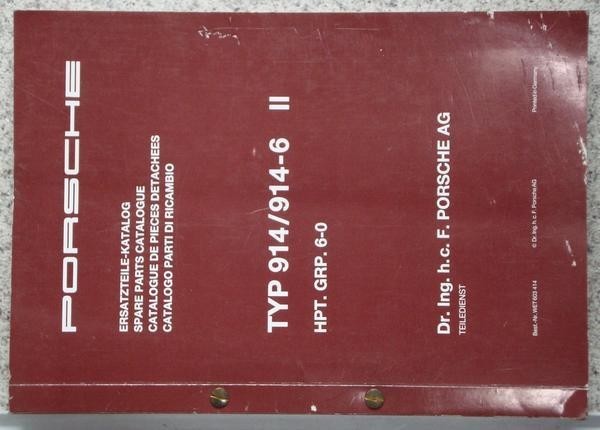 PORSCHE
ERSATZTEILE-KATALOG
SPARE PARTS CATALOGUE
CATALOGUE DE PIECES DETACHEES
CATALOGO PARTI DI RICAMBIO
TYP 914/914-6 II
HPT. GRP. 6-0
Dr. Ing. h. c. F. PORSCHE AG
TEILEDIENST
Best.-Nr. WET 603 414 © Dr. Ing. h. c. F. Porsche AG Printed in Germany